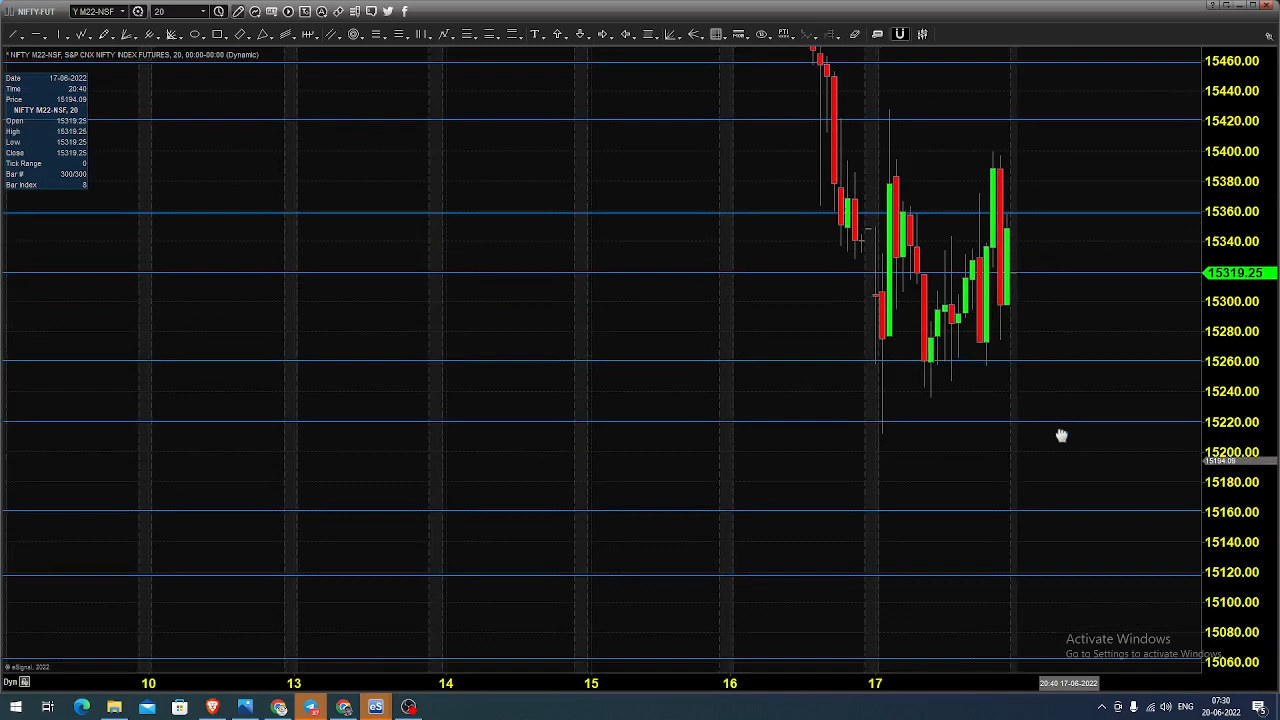 NIFTY-FUT Y M22-NSF 20
* NIFTY M22-NSF, S&P CNX NIFTY INDEX FUTURES, 20, 00:00-00:00 (Dynamic)
Date 17-06-2022
Time 20:40
Price 15194.09
NIFTY M22-NSF, 20
Open 15319.25
High 15319.25
Low 15319.25
Close 15319.25
Tick Range 0
Bar # 300/300
Bar Index 8
15460.00
15440.00
15420.00
15400.00
15380.00
15360.00
15340.00
15319.25
15300.00
15280.00
15260.00
15240.00
15220.00
15200.00
15194.09
15180.00
15160.00
15140.00
15120.00
15100.00
15080.00
15060.00
Activate Windows
Go to Settings to activate Windows.
© eSignal, 2022
Dyn 10 13 14 15 16 17 20:40 17-06-2022
ENG 07:30
20-06-2022